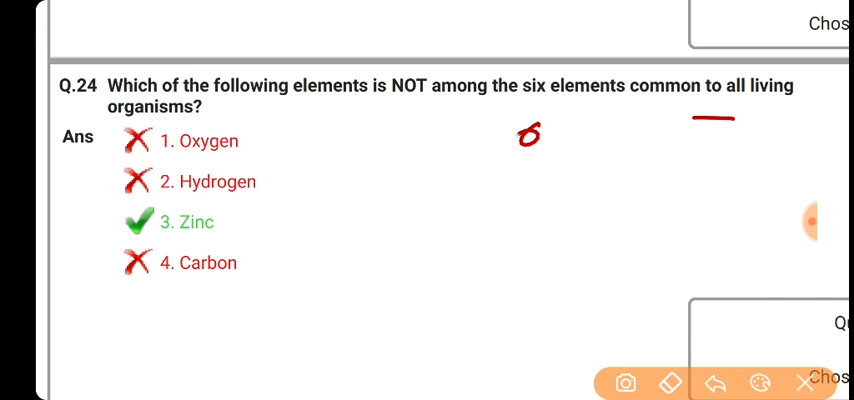 Chos
Q.24 Which of the following elements is NOT among the six elements common to all living
organisms?
Ans 1. Oxygen
6
2. Hydrogen
3. Zinc
4. Carbon
Q
Chos